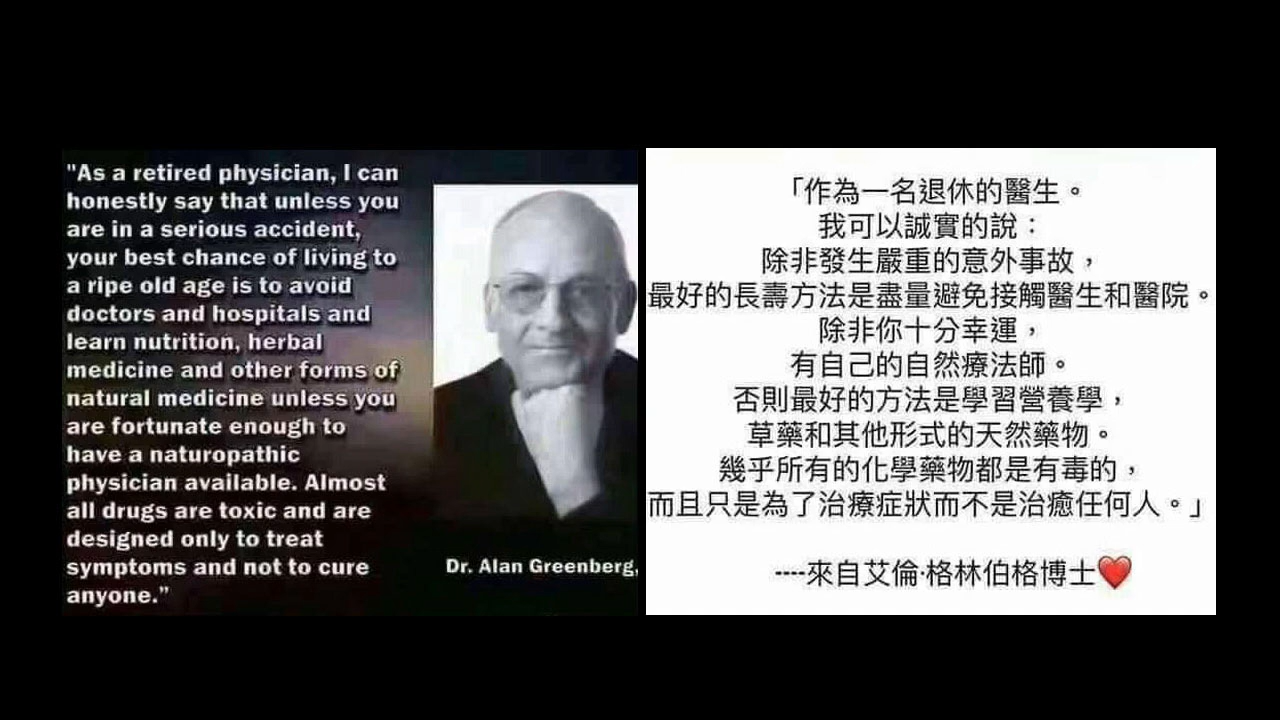 "As a retired physician, I can
honestly say that unless you
are in a serious accident,
your best chance of living to
a ripe old age is to avoid
doctors and hospitals and
learn nutrition, herbal
medicine and other forms of
natural medicine unless you
are fortunate enough to
have a naturopathic
physician available. Almost
all drugs are toxic and are
designed only to treat
symptoms and not to cure
anyone.”
Dr. Alan Greenberg,
「作為一名退休的醫生。
我可以誠實的說：
除非發生嚴重的意外事故，
最好的長壽方法是盡量避免接觸醫生和醫院。
除非你十分幸運，
有自己的自然療法師。
否則最好的方法是學習營養學，
草藥和其他形式的天然藥物。
幾乎所有的化學藥物都是有毒的，
而且只是為了治療症狀而不是治癒任何人。」
----來自艾倫·格林伯格博士❤️